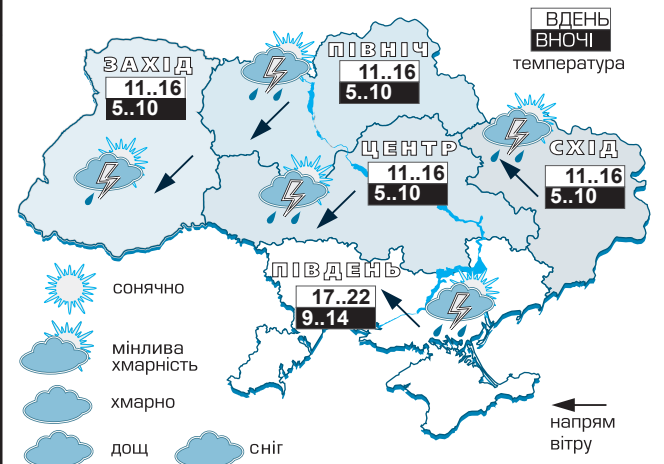 ВДЕНЬ
ВНОЧІ
температура
ПІВНІЧ
11..16
5..10
ЗАХІД
11..16
5..10
ЦЕНТР
11..16
5..10
СХІД
11..16
5..10
ПІВДЕНЬ
17..22
9..14
сонячно
мінлива
хмарність
хмарно
дощ
сніг
напрям
вітру